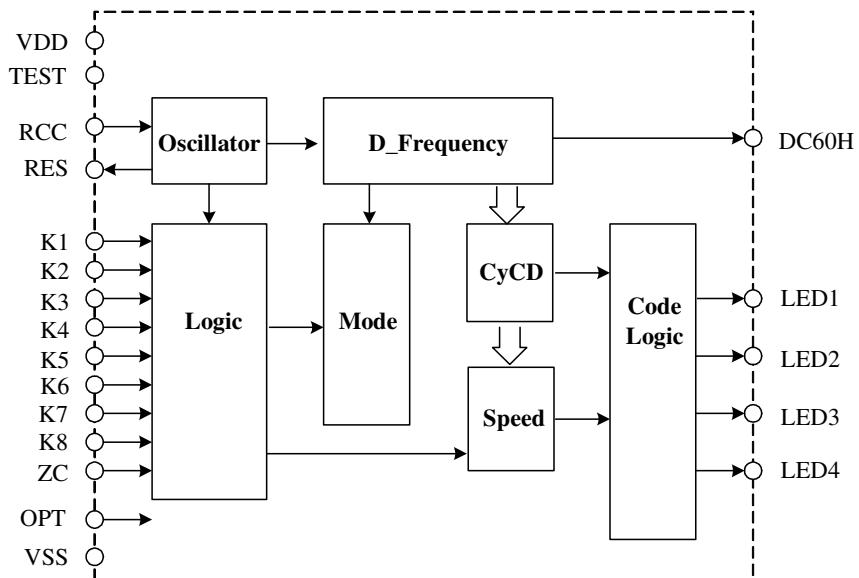 VDD
TEST
RCC
RES
K1
K2
K3
K4
K5
K6
K7
K8
ZC
OPT
VSS
Oscillator
D_Frequency
Logic
Mode
CyCD
Speed
Code
Logic
DC60H
LED1
LED2
LED3
LED4